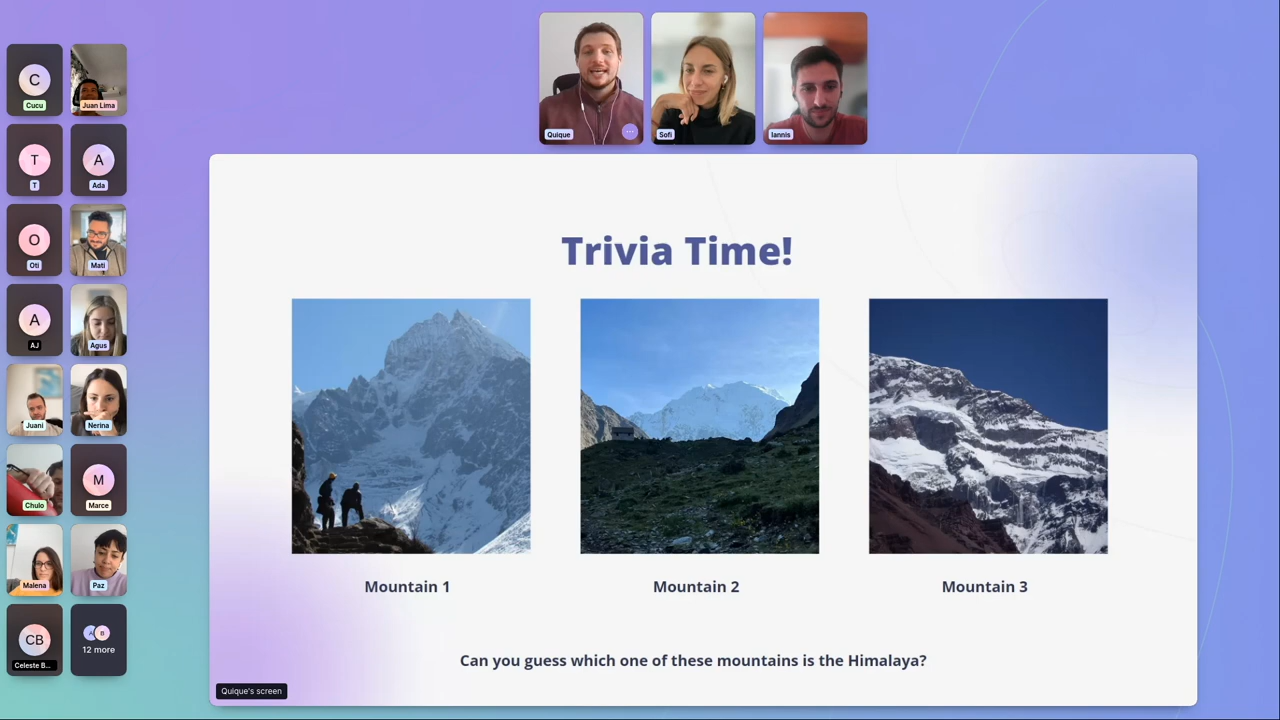 Quique
Sofi
Iannis
C
Cucu
Juan Lima
T
T
A
Ada
O
Oti
Mati
A
AJ
Agus
Juani
Nerina
Chulo
M
Marce
Malena
Paz
CB
Celeste B...
A B
12 more
Trivia Time!
Mountain 1
Mountain 2
Mountain 3
Can you guess which one of these mountains is the Himalaya?
Quique's screen